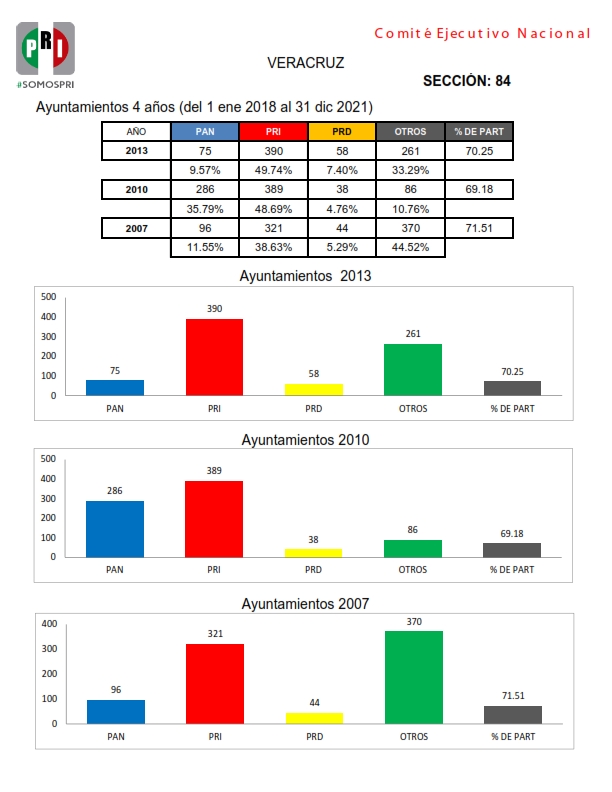 Comité Ejecutivo Nacional
PRI
#SOMOSPRI
VERACRUZ
SECCIÓN: 84
Ayuntamientos 4 años (del 1 ene 2018 al 31 dic 2021)
AÑO PAN PRI PRD OTROS % DE PART
2013 75 390 58 261 70.25
9.57% 49.74% 7.40% 33.29%
2010 286 389 38 86 69.18
35.79% 48.69% 4.76% 10.76%
2007 96 321 44 370 71.51
11.55% 38.63% 5.29% 44.52%
Ayuntamientos 2013
500
400
300
200
100
0
75 390 58 261 70.25
PAN PRI PRD OTROS % DE PART
Ayuntamientos 2010
500
400
300
200
100
0
286 389 38 86 69.18
PAN PRI PRD OTROS % DE PART
Ayuntamientos 2007
400
300
200
100
0
96 321 44 370 71.51
PAN PRI PRD OTROS % DE PART